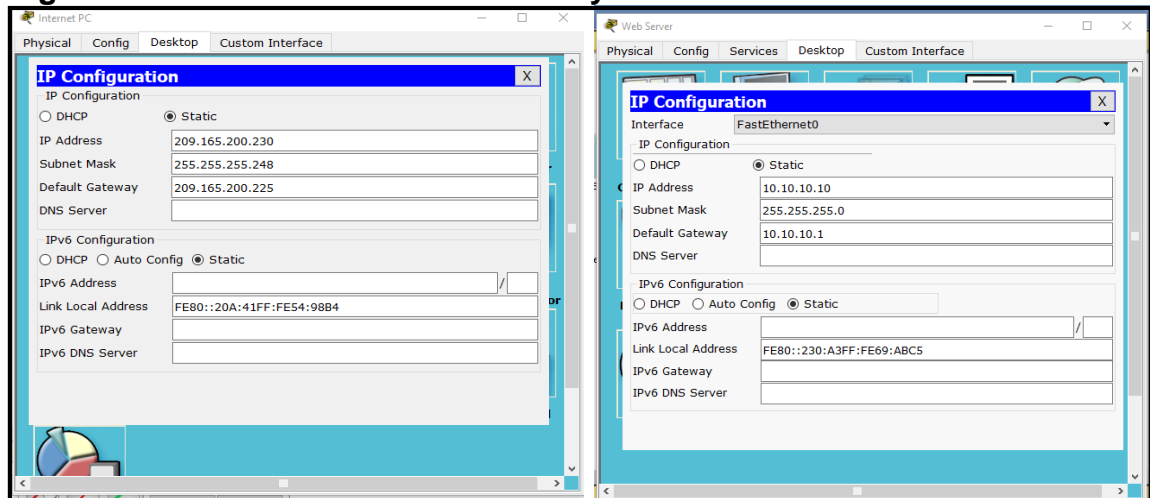 Internet PC
Physical Config Desktop Custom Interface
IP Configuration X
IP Configuration
DHCP Static
IP Address 209.165.200.230
Subnet Mask 255.255.255.248
Default Gateway 209.165.200.225
DNS Server
IPv6 Configuration
DHCP Auto Config Static
IPv6 Address /
Link Local Address FE80::20A:41FF:FE54:98B4
IPv6 Gateway
IPv6 DNS Server
Web Server
Physical Config Services Desktop Custom Interface
IP Configuration X
Interface FastEthernet0
IP Configuration
DHCP Static
IP Address 10.10.10.10
Subnet Mask 255.255.255.0
Default Gateway 10.10.10.1
DNS Server
IPv6 Configuration
DHCP Auto Config Static
IPv6 Address /
Link Local Address FE80::230:A3FF:FE69:ABC5
IPv6 Gateway
IPv6 DNS Server